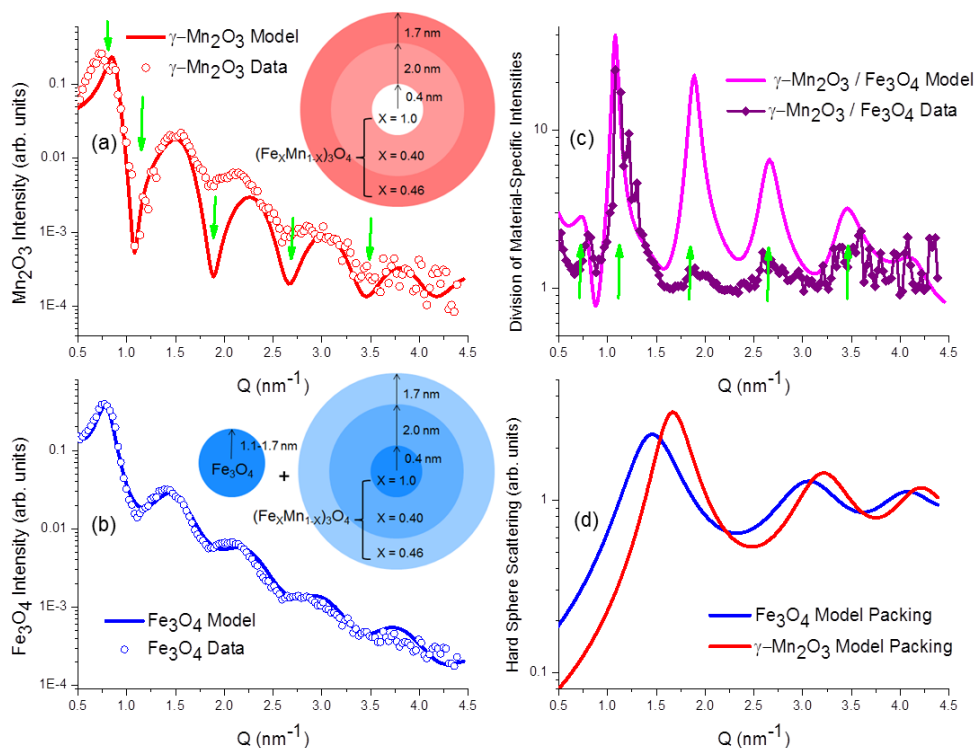 Mn2O3 Intensity (arb. units)
0.1
0.01
1E-3
1E-4
(a)
γ−Mn2O3 Model
γ−Mn2O3 Data
1.7 nm
2.0 nm
0.4 nm
X = 1.0
(FeXMn1-X)3O4
X = 0.40
X = 0.46
0.5 1.0 1.5 2.0 2.5 3.0 3.5 4.0 4.5
Q (nm-1)
Fe3O4 Intensity (arb. units)
0.1
0.01
1E-3
1E-4
(b)
1.1-1.7 nm
Fe3O4
+
1.7 nm
2.0 nm
0.4 nm
X = 1.0
(FeXMn1-X)3O4
X = 0.40
X = 0.46
Fe3O4 Model
Fe3O4 Data
0.5 1.0 1.5 2.0 2.5 3.0 3.5 4.0 4.5
Q (nm-1)
Division of Material-Specific Intensities
10
1
(c)
γ−Mn2O3 / Fe3O4 Model
γ−Mn2O3 / Fe3O4 Data
0.5 1.0 1.5 2.0 2.5 3.0 3.5 4.0 4.5
Q (nm-1)
Hard Sphere Scattering (arb. units)
1
0.1
(d)
Fe3O4 Model Packing
γ−Mn2O3 Model Packing
0.5 1.0 1.5 2.0 2.5 3.0 3.5 4.0 4.5
Q (nm-1)